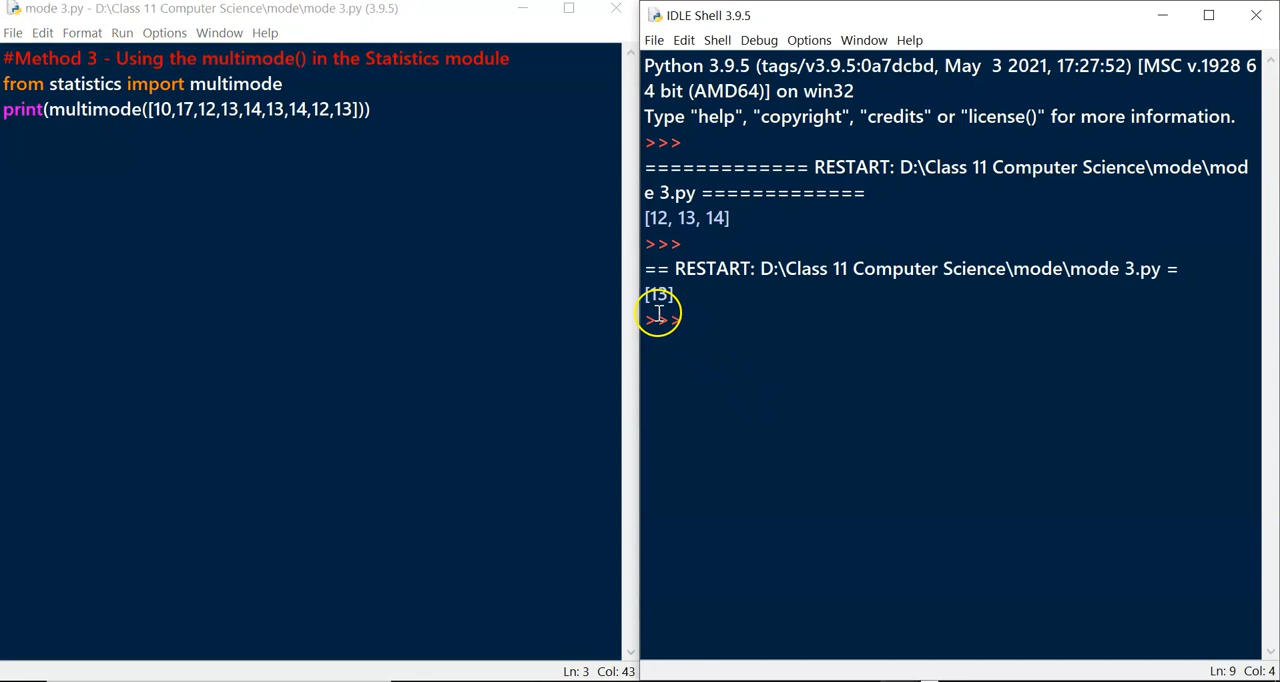 mode 3.py - D:\Class 11 Computer Science\mode\mode 3.py (3.9.5)
File Edit Format Run Options Window Help
#Method 3 - Using the multimode() in the Statistics module
from statistics import multimode
print(multimode([10,17,12,13,14,13,14,12,13]))
Ln: 3 Col: 43
IDLE Shell 3.9.5
File Edit Shell Debug Options Window Help
Python 3.9.5 (tags/v3.9.5:0a7dcbd, May 3 2021, 17:27:52) [MSC v.1928 6
4 bit (AMD64)] on win32
Type "help", "copyright", "credits" or "license()" for more information.
>>>
============= RESTART: D:\Class 11 Computer Science\mode\mod
e 3.py =============
[12, 13, 14]
>>>
== RESTART: D:\Class 11 Computer Science\mode\mode 3.py =
[13]
>>>
Ln: 9 Col: 4